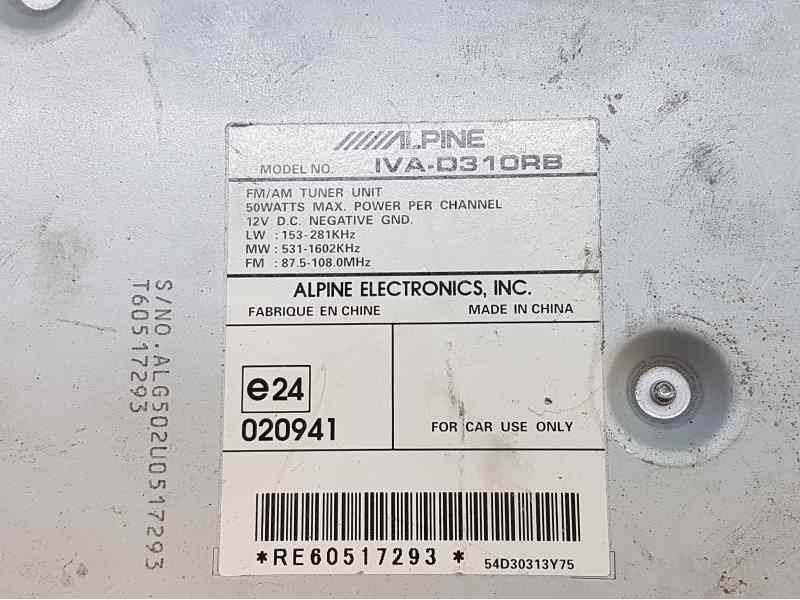 ALPINE
MODEL NO. IVA-D310RB
FM/AM TUNER UNIT
50WATTS MAX. POWER PER CHANNEL
12V D.C. NEGATIVE GND.
LW : 153-281KHz
MW : 531-1602KHz
FM : 87.5-108.0MHz
ALPINE ELECTRONICS, INC.
FABRIQUE EN CHINE MADE IN CHINA
e24
020941
FOR CAR USE ONLY
*RE60517293*
54D30313Y75
S/NO.ALG502U0517293
T60517293